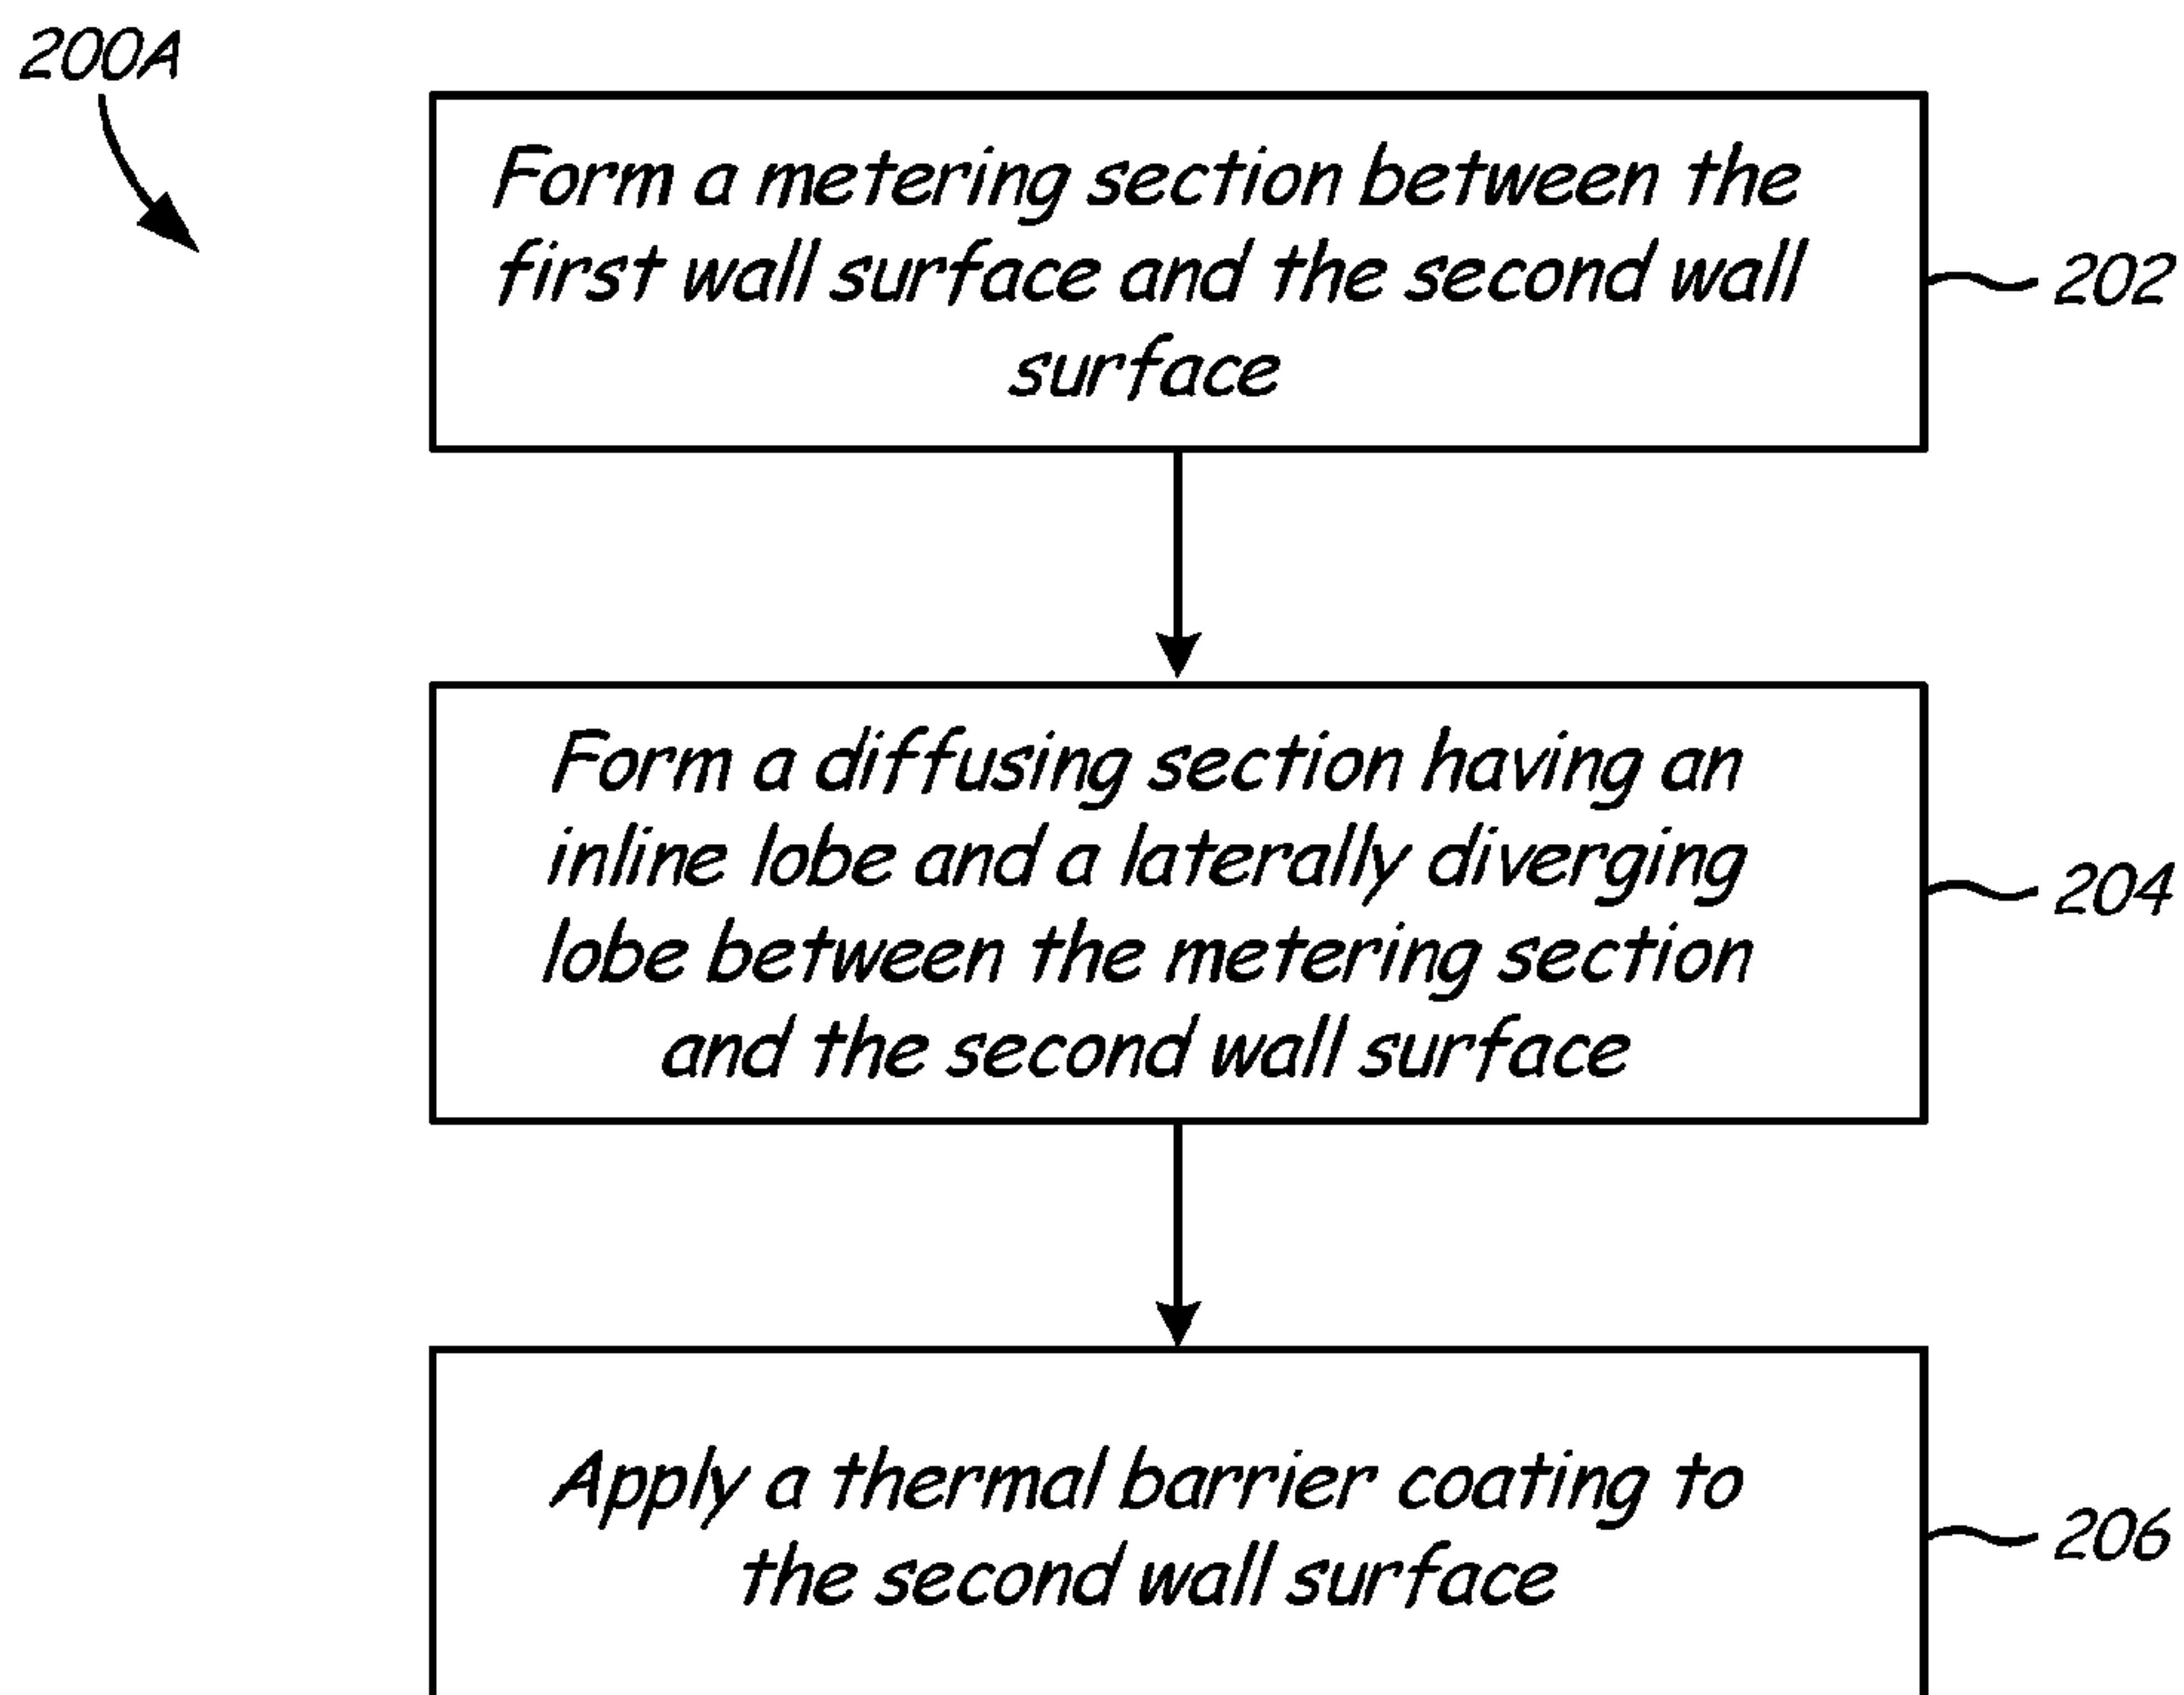 200A
Form a metering section between the
first wall surface and the second wall
surface
202
Form a diffusing section having an
inline lobe and a laterally diverging
lobe between the metering section
and the second wall surface
204
Apply a thermal barrier coating to
the second wall surface
206